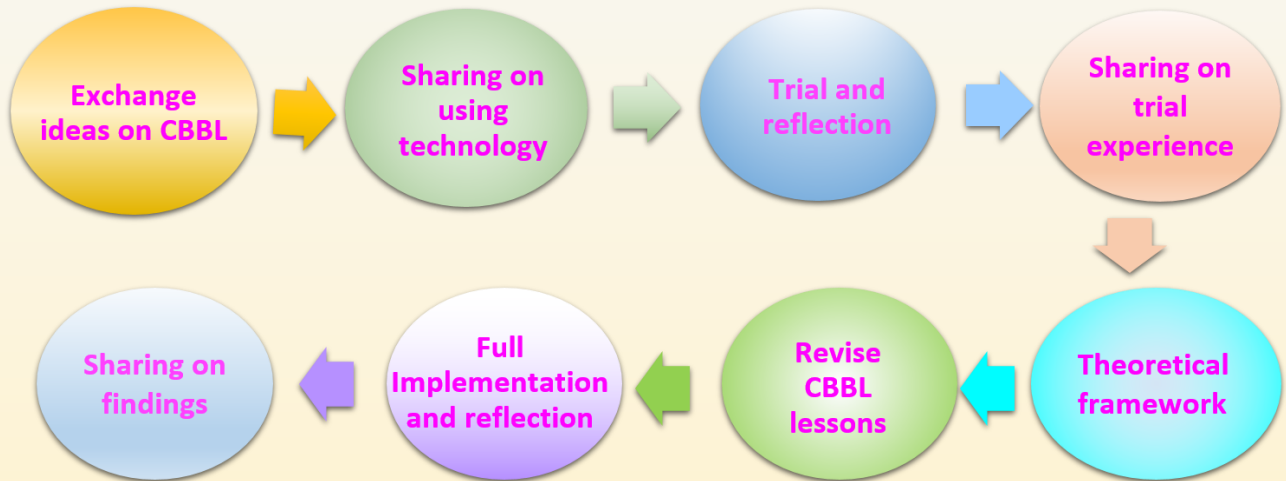 Exchange
ideas on CBBL
Sharing on
using
technology
Trial and
reflection
Sharing on
trial
experience
Theoretical
framework
Revise
CBBL
lessons
Full
Implementation
and reflection
Sharing on
findings